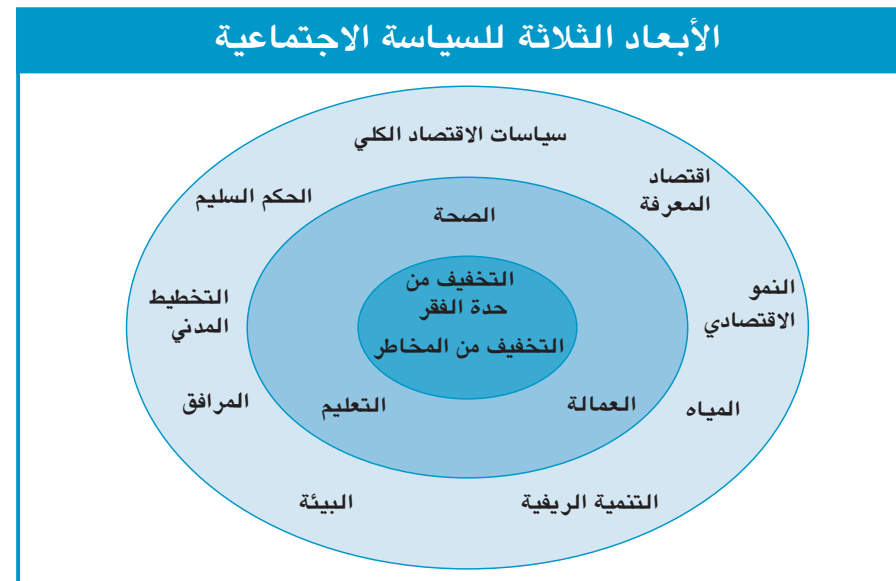 الأبعاد الثلاثة للسياسة الاجتماعية
سياسات الاقتصاد الكلي
اقتصاد
المعرفة
الحكم السليم
الصحة
التخفيف من
حدة الفقر
التخفيف من المخاطر
النمو
الاقتصادي
التخطيط
المدني
العمالة
التعليم
المياه
المرافق
التنمية الريفية
البيئة